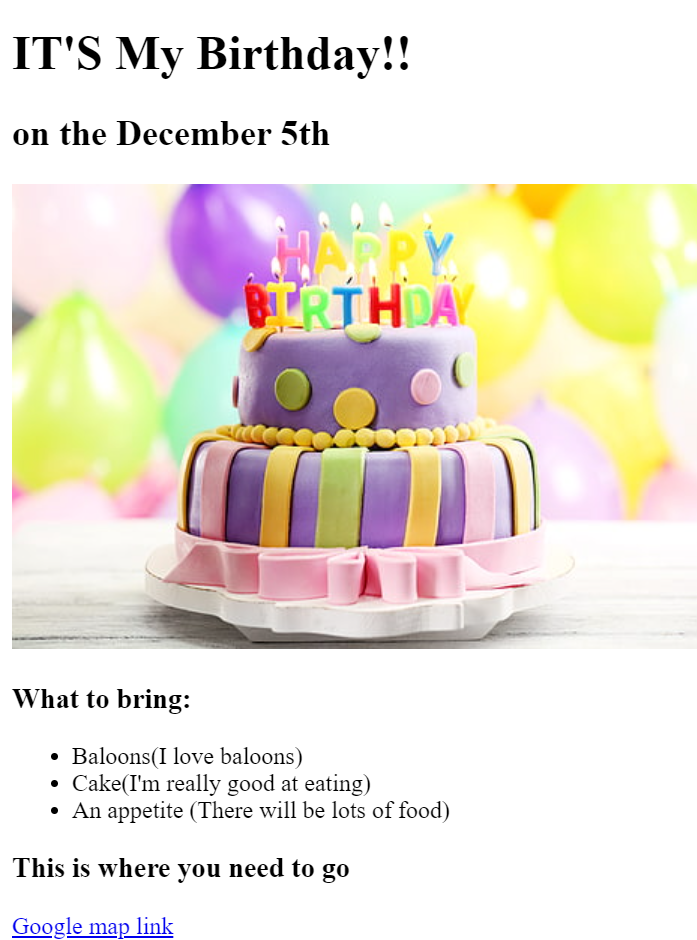 IT'S My Birthday!!
on the December 5th
HAPPY
BIRTHDAY
What to bring:
Baloons(I love baloons)
Cake(I'm really good at eating)
An appetite (There will be lots of food)
This is where you need to go
Google map link